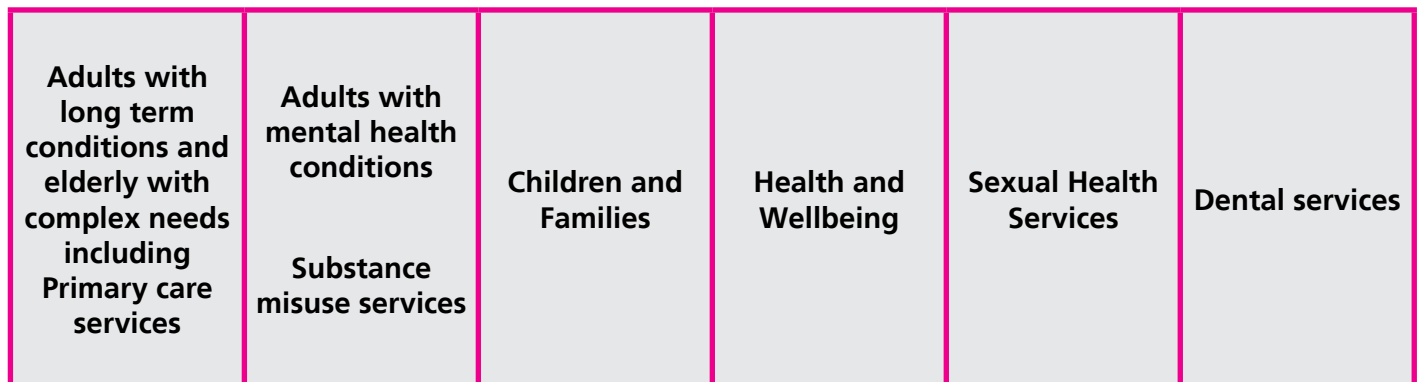 Adults with
long term
conditions and
elderly with
complex needs
including
Primary care
services
Adults with
mental health
conditions
Substance
misuse services
Children and
Families
Health and
Wellbeing
Sexual Health
Services
Dental services